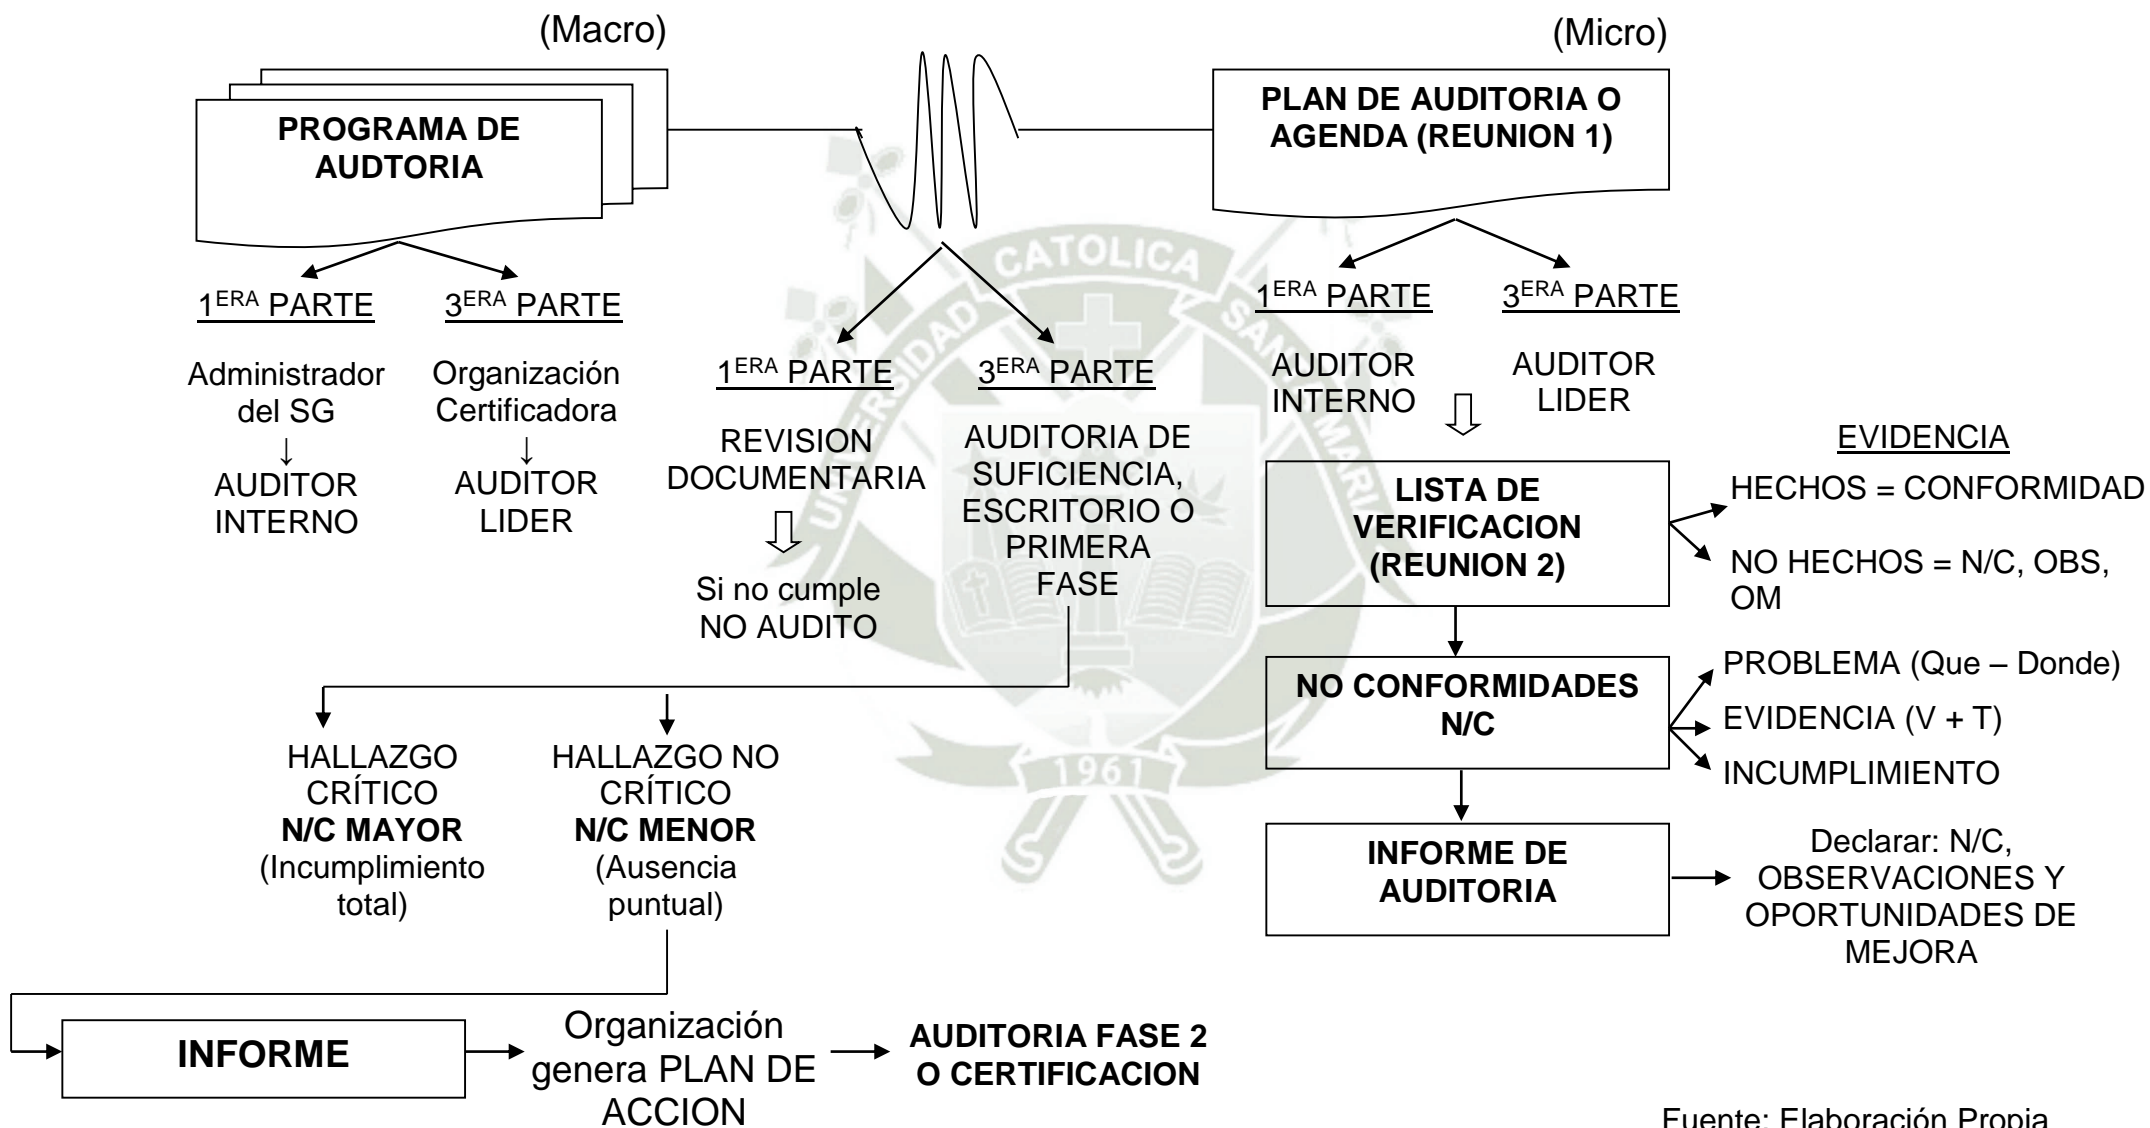 (Macro)
(Micro)
PROGRAMA DE
AUDTORIA
PLAN DE AUDITORIA O
AGENDA (REUNION 1)
1ERA PARTE
3ERA PARTE
Administrador
del SG
↓
AUDITOR
INTERNO
Organización
Certificadora
↓
AUDITOR
LIDER
1ERA PARTE
3ERA PARTE
REVISION
DOCUMENTARIA
Si no cumple
NO AUDITO
AUDITORIA DE
SUFICIENCIA,
ESCRITORIO O
PRIMERA
FASE
1ERA PARTE
3ERA PARTE
AUDITOR
INTERNO
AUDITOR
LIDER
LISTA DE
VERIFICACION
(REUNION 2)
EVIDENCIA
HECHOS = CONFORMIDAD
NO HECHOS = N/C, OBS,
OM
NO CONFORMIDADES
N/C
PROBLEMA (Que – Donde)
EVIDENCIA (V + T)
INCUMPLIMIENTO
INFORME DE
AUDITORIA
Declarar: N/C,
OBSERVACIONES Y
OPORTUNIDADES DE
MEJORA
HALLAZGO
CRÍTICO
N/C MAYOR
(Incumplimiento
total)
HALLAZGO NO
CRÍTICO
N/C MENOR
(Ausencia
puntual)
INFORME
Organización
genera PLAN DE
ACCION
AUDITORIA FASE 2
O CERTIFICACION
Fuente: Elaboración Propia
UNIVERSIDAD CATOLICA SANTA MARIA
1961